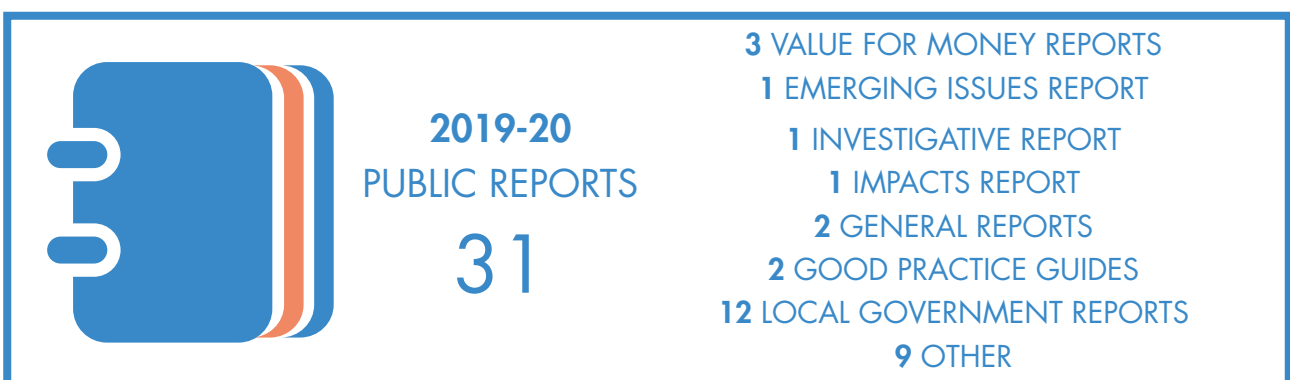 2019-20
PUBLIC REPORTS
31
3 VALUE FOR MONEY REPORTS
1 EMERGING ISSUES REPORT
1 INVESTIGATIVE REPORT
1 IMPACTS REPORT
2 GENERAL REPORTS
2 GOOD PRACTICE GUIDES
12 LOCAL GOVERNMENT REPORTS
9 OTHER